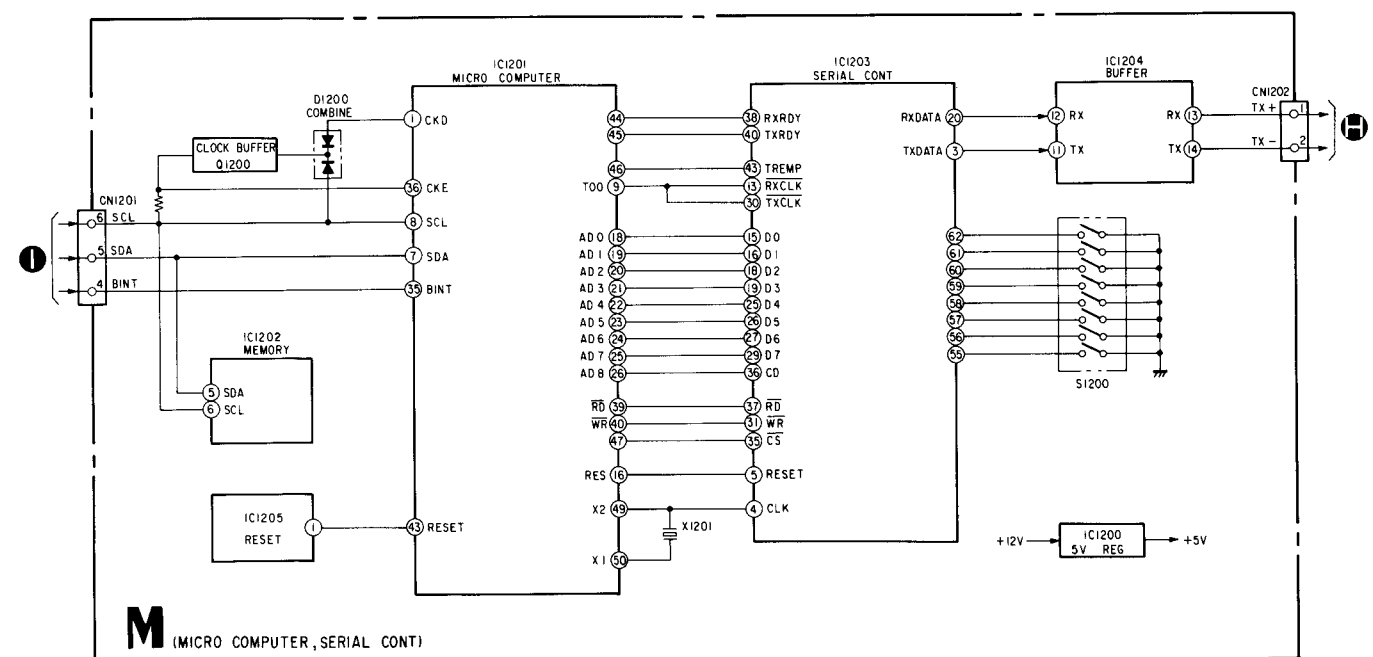 IC1201
MICRO COMPUTER
IC1203
SERIAL CONT
IC1204
BUFFER
CN1202
D1200
COMBINE
CLOCK BUFFER
Q1200
CN1201
6 SCL
5 SDA
4 BINT
I
IC1202
MEMORY
5 SDA
6 SCL
IC1205
RESET
1
1 CKD
36 CKE
8 SCL
7 SDA
35 BINT
43 RESET
44
45
46
TOO 9
AD0 18
AD1 19
AD2 20
AD3 21
AD4 22
AD5 23
AD6 24
AD7 25
AD8 26
RD 39
WR 40
47
RES 16
X2 49
X1 50
X1201
38 RXRDY
40 TXRDY
43 TREMP
13 RXCLK
30 TXCLK
15 D0
16 D1
18 D2
19 D3
25 D4
26 D5
27 D6
29 D7
36 CD
37 RD
31 WR
35 CS
5 RESET
4 CLK
RXDATA 20
TXDATA 3
62
61
60
59
58
57
56
55
12 RX
11 TX
RX 13
TX 14
TX+ 1
TX- 2
H
S1200
+12V
IC1200
5V REG
+5V
M (MICRO COMPUTER, SERIAL CONT)